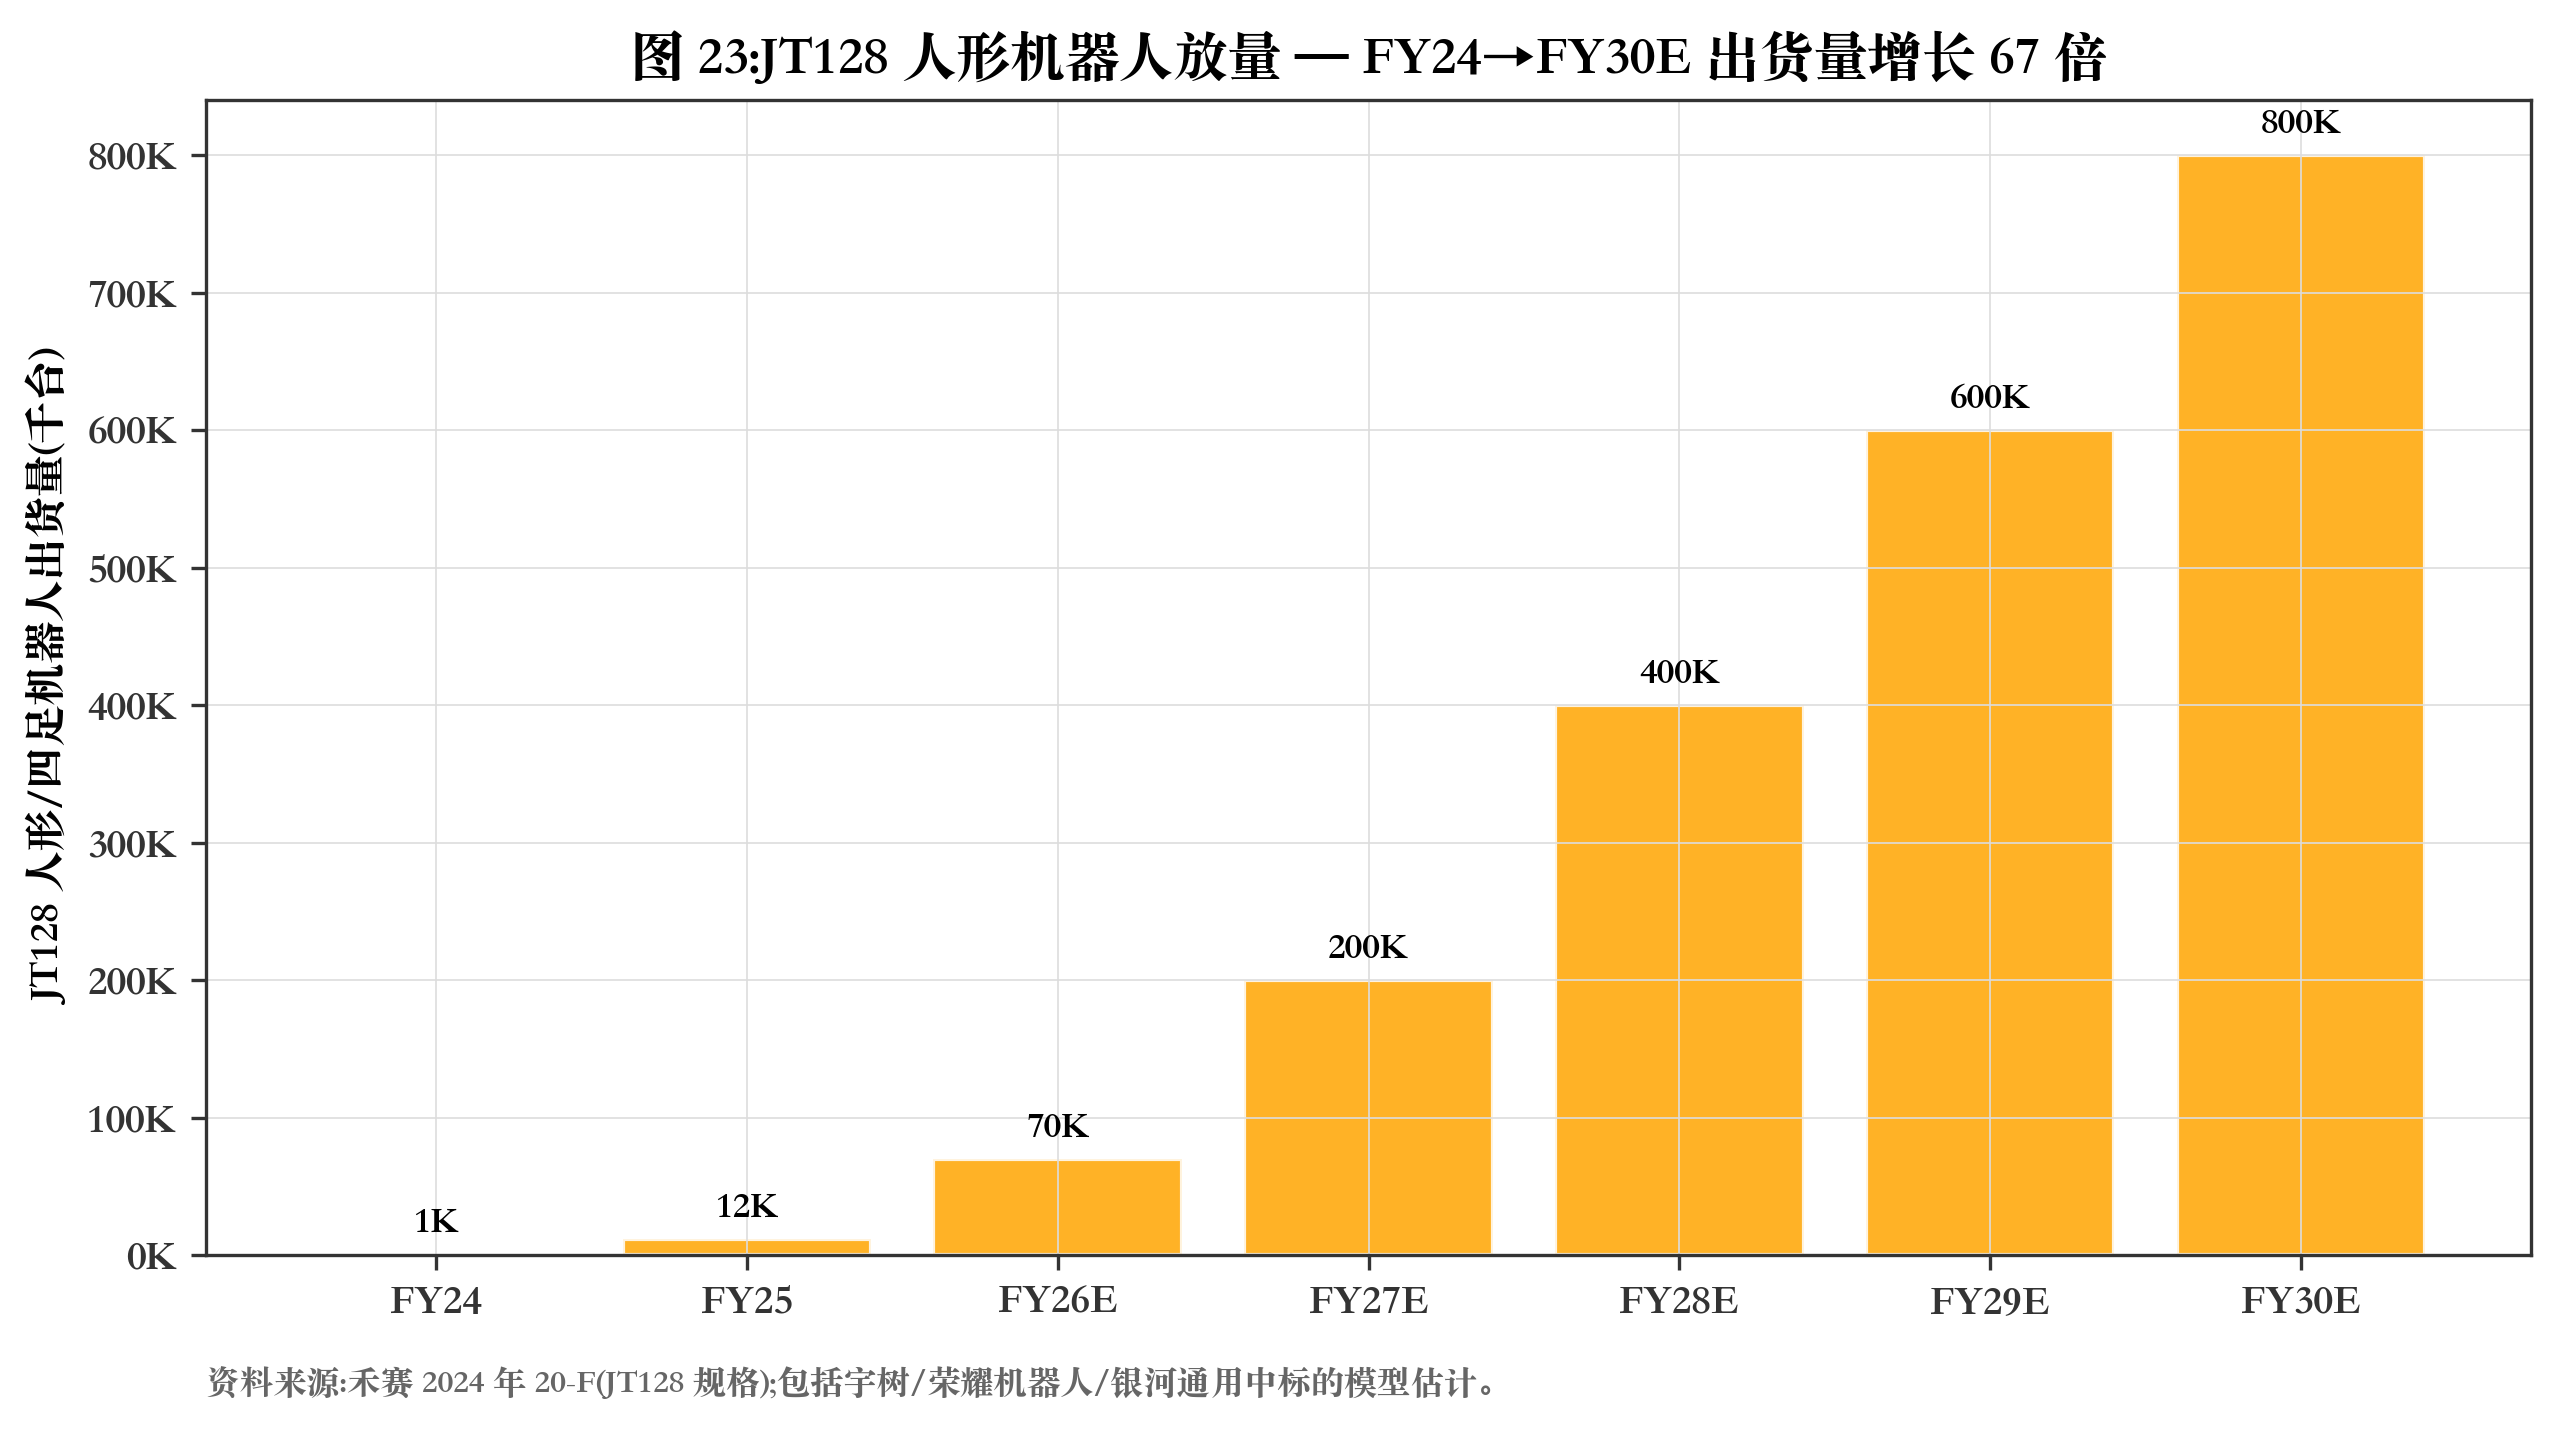 图 23:JT128 人形机器人放量 — FY24→FY30E 出货量增长 67 倍
JT128 人形/四足机器人出货量(千台)
800K
700K
600K
500K
400K
300K
200K
100K
0K
1K
12K
70K
200K
400K
600K
800K
FY24
FY25
FY26E
FY27E
FY28E
FY29E
FY30E
资料来源:禾赛 2024 年 20-F(JT128 规格);包括宇树/荣耀机器人/银河通用中标的模型估计。